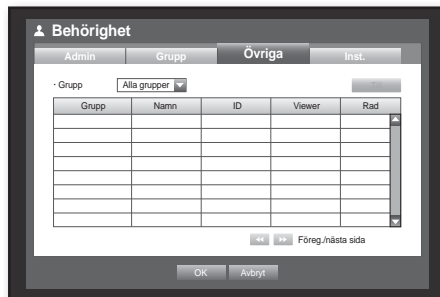 Behörighet
Admin Grupp Övriga Inst.
· Grupp Alla grupper
Grupp Namn ID Viewer Rad
Föreg./nästa sida
OK Avbryt